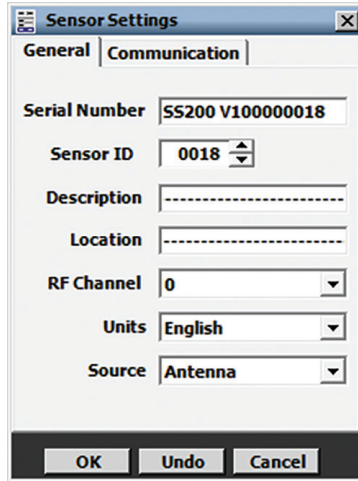 Sensor Settings
General Communication
Serial Number SS200 V100000018
Sensor ID 0018
Description ------------------------
Location ------------------------
RF Channel 0
Units English
Source Antenna
OK Undo Cancel